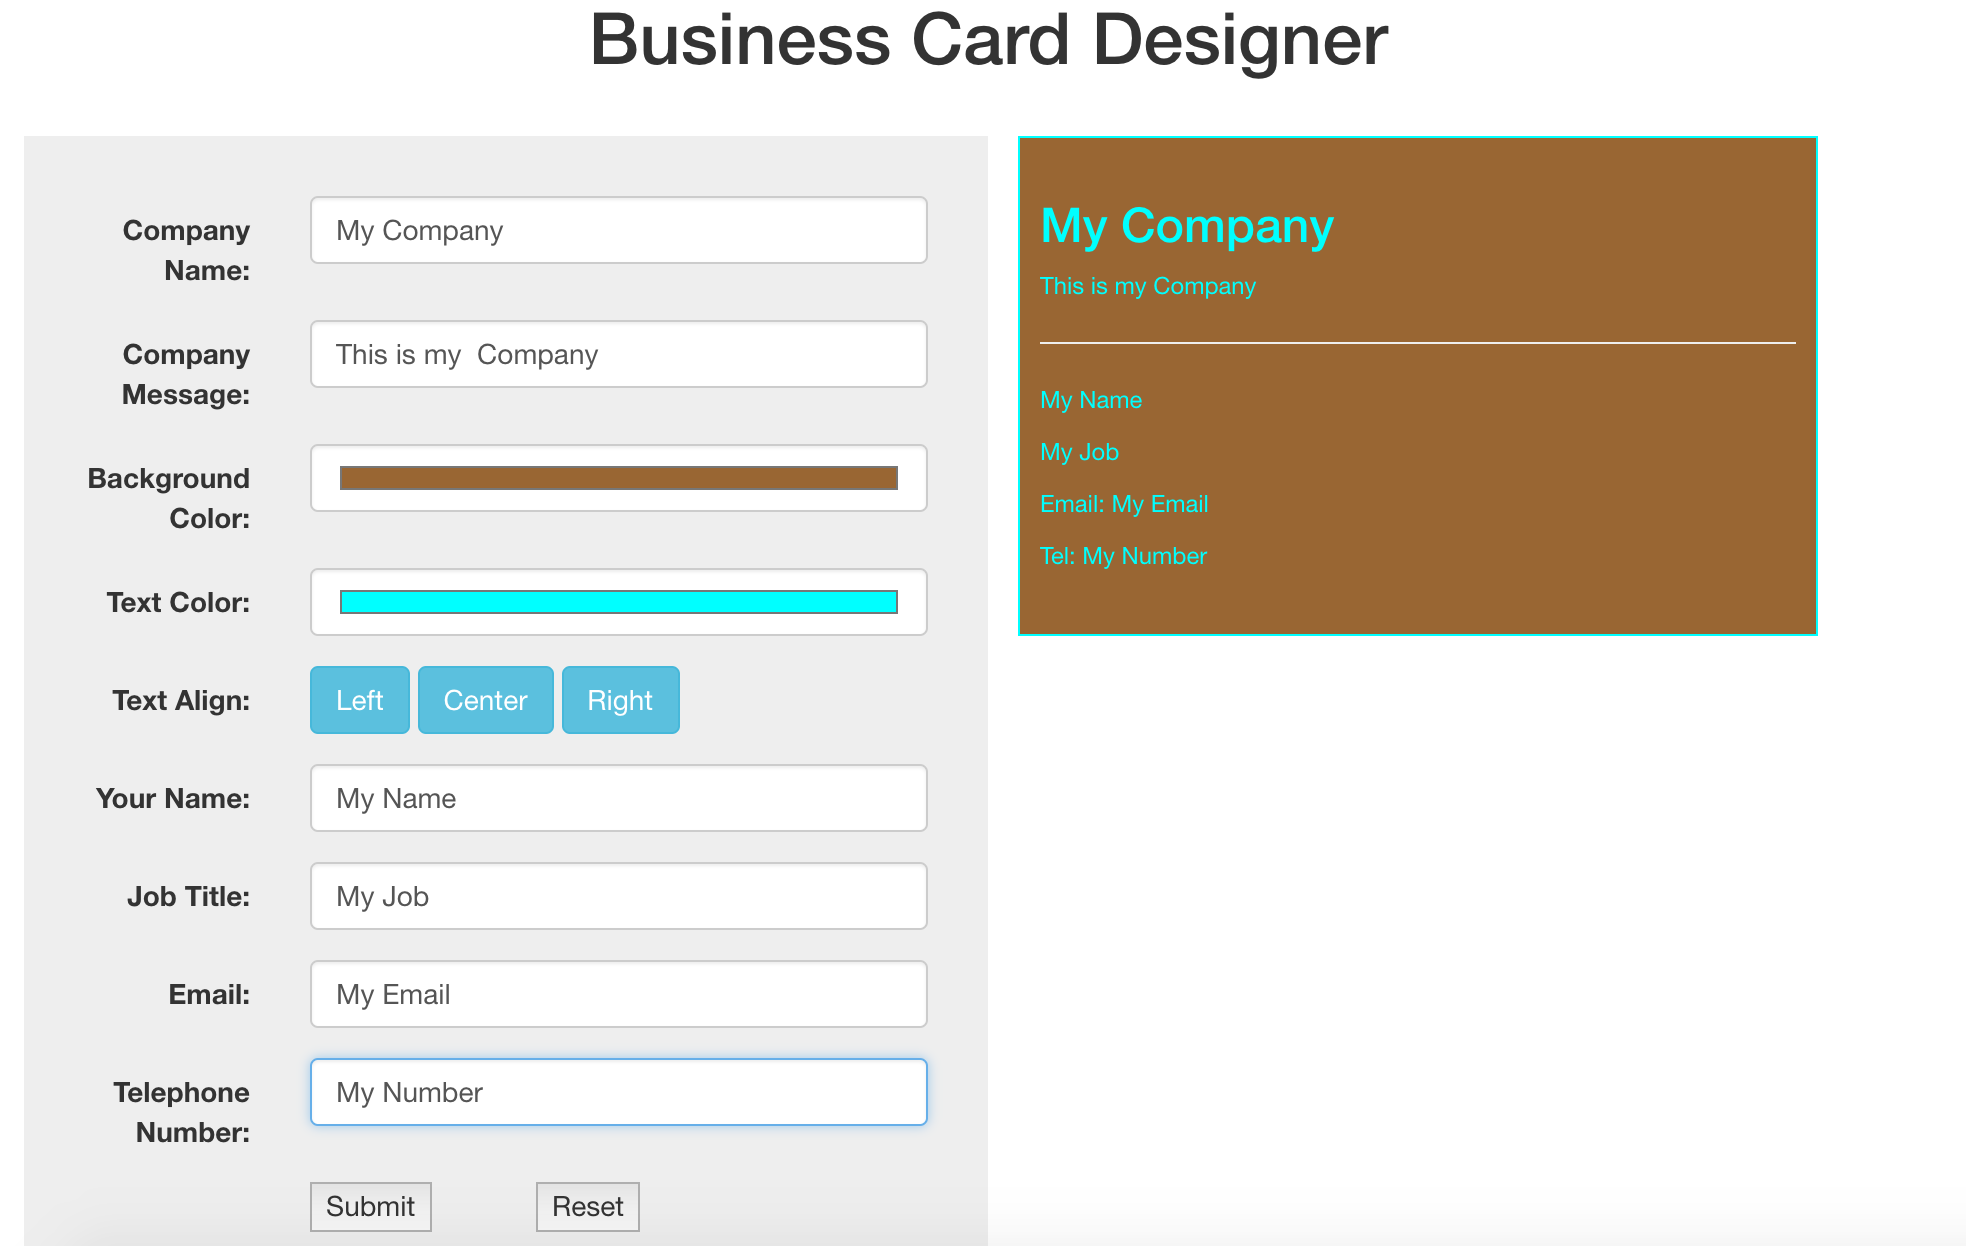 Business Card Designer
Company
Name:
My Company
Company
Message:
This is my  Company
Background
Color:
Text Color:
Text Align:
Left
Center
Right
Your Name:
My Name
Job Title:
My Job
Email:
My Email
Telephone
Number:
My Number
Submit
Reset
My Company
This is my Company
My Name
My Job
Email: My Email
Tel: My Number